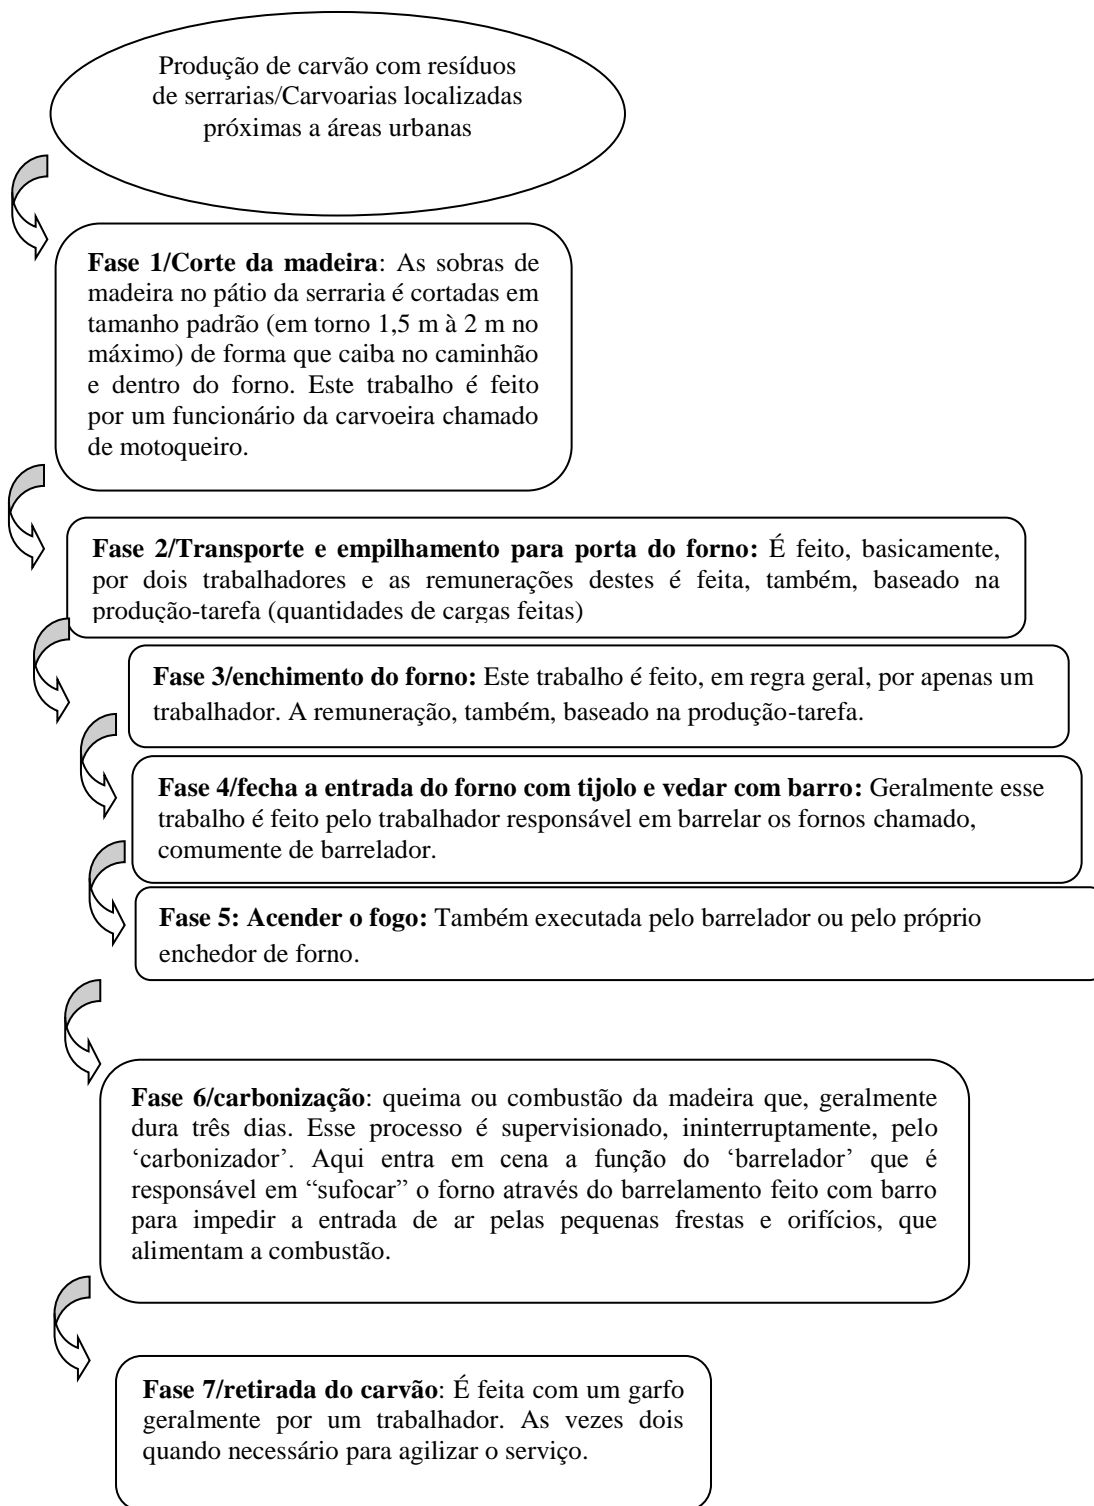 Produção de carvão com resíduos
de serrarias/Carvoarias localizadas
próximas a áreas urbanas
Fase 1/Corte da madeira: As sobras de
madeira no pátio da serraria é cortadas em
tamanho padrão (em torno 1,5 m à 2 m no
máximo) de forma que caiba no caminhão
e dentro do forno. Este trabalho é feito
por um funcionário da carvoeira chamado
de motoqueiro.
Fase 2/Transporte e empilhamento para porta do forno: É feito, basicamente,
por dois trabalhadores e as remunerações destes é feita, também, baseado na
produção-tarefa (quantidades de cargas feitas)
Fase 3/enchimento do forno: Este trabalho é feito, em regra geral, por apenas um
trabalhador. A remuneração, também, baseado na produção-tarefa.
Fase 4/fecha a entrada do forno com tijolo e vedar com barro: Geralmente esse
trabalho é feito pelo trabalhador responsável em barrelar os fornos chamado,
comumente de barrelador.
Fase 5: Acender o fogo: Também executada pelo barrelador ou pelo próprio
enchedor de forno.
Fase 6/carbonização: queima ou combustão da madeira que, geralmente
dura três dias. Esse processo é supervisionado, ininterruptamente, pelo
‘carbonizador’. Aqui entra em cena a função do ‘barrelador’ que é
responsável em “sufocar” o forno através do barrelamento feito com barro
para impedir a entrada de ar pelas pequenas frestas e orifícios, que
alimentam a combustão.
Fase 7/retirada do carvão: É feita com um garfo
geralmente por um trabalhador. As vezes dois
quando necessário para agilizar o serviço.